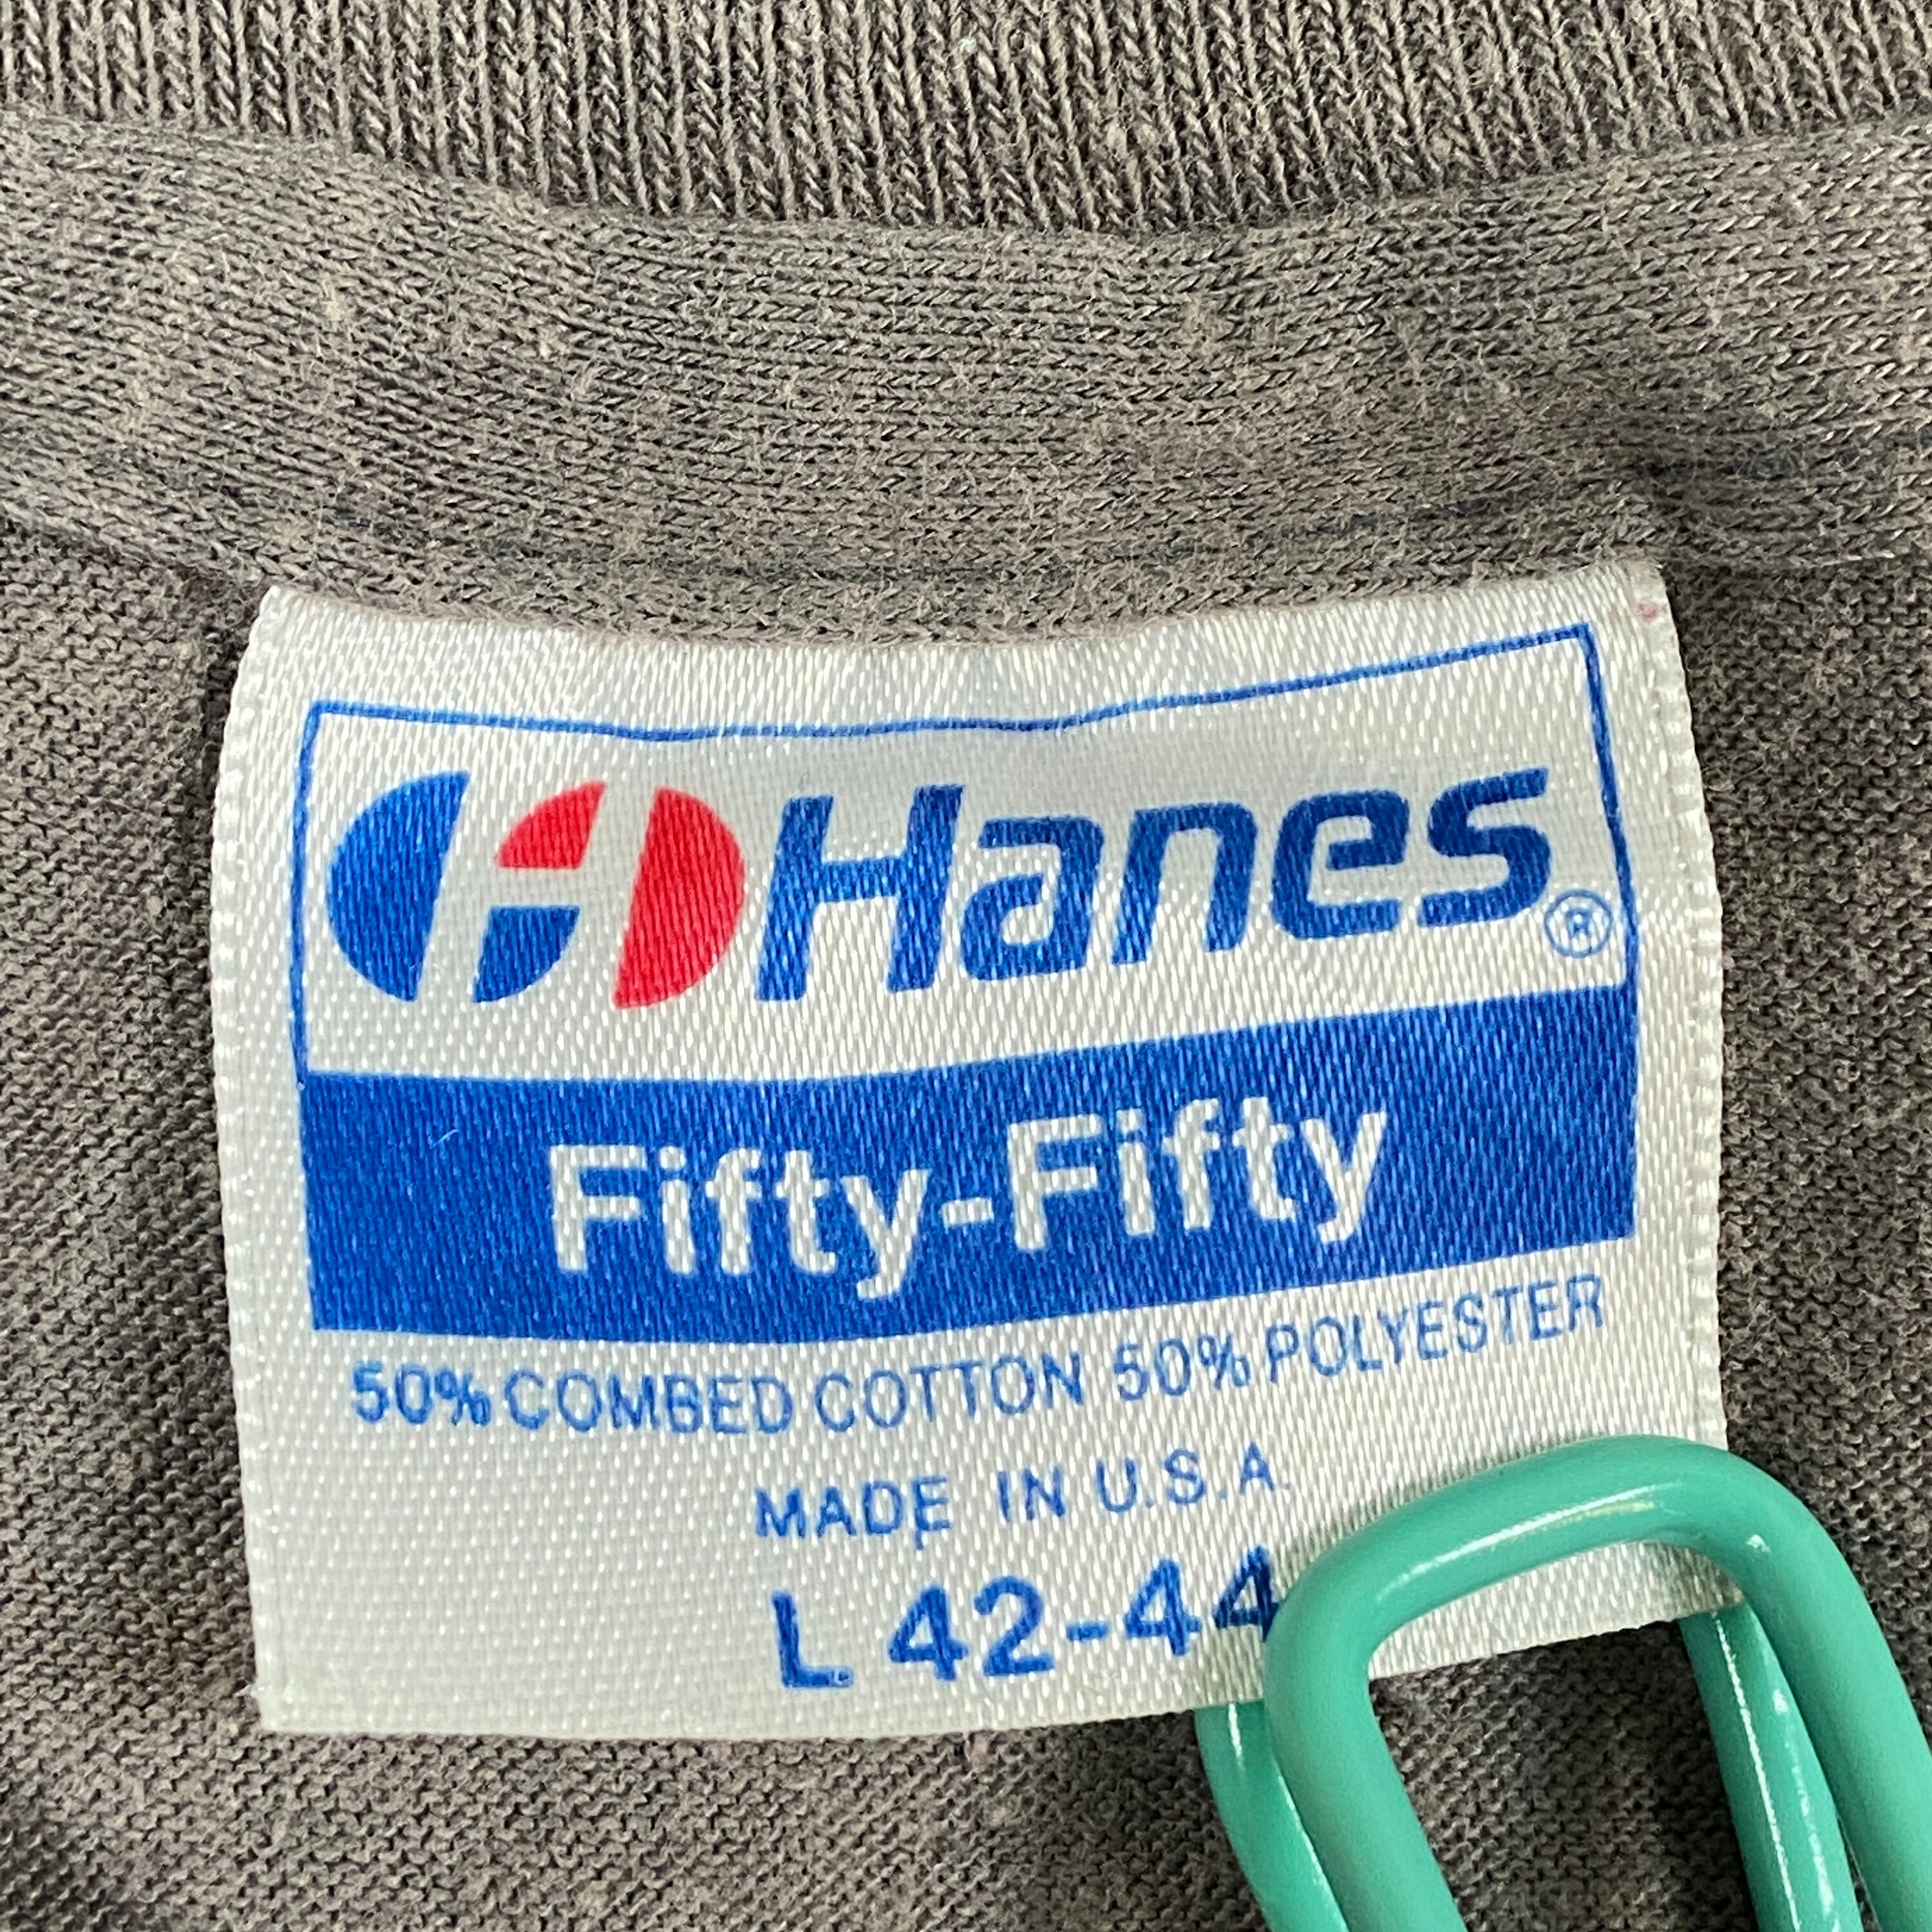 Hanes®
Fifty-Fifty
50% COMBED COTTON 50% POLYESTER
MADE IN U.S.A.
L 42-44